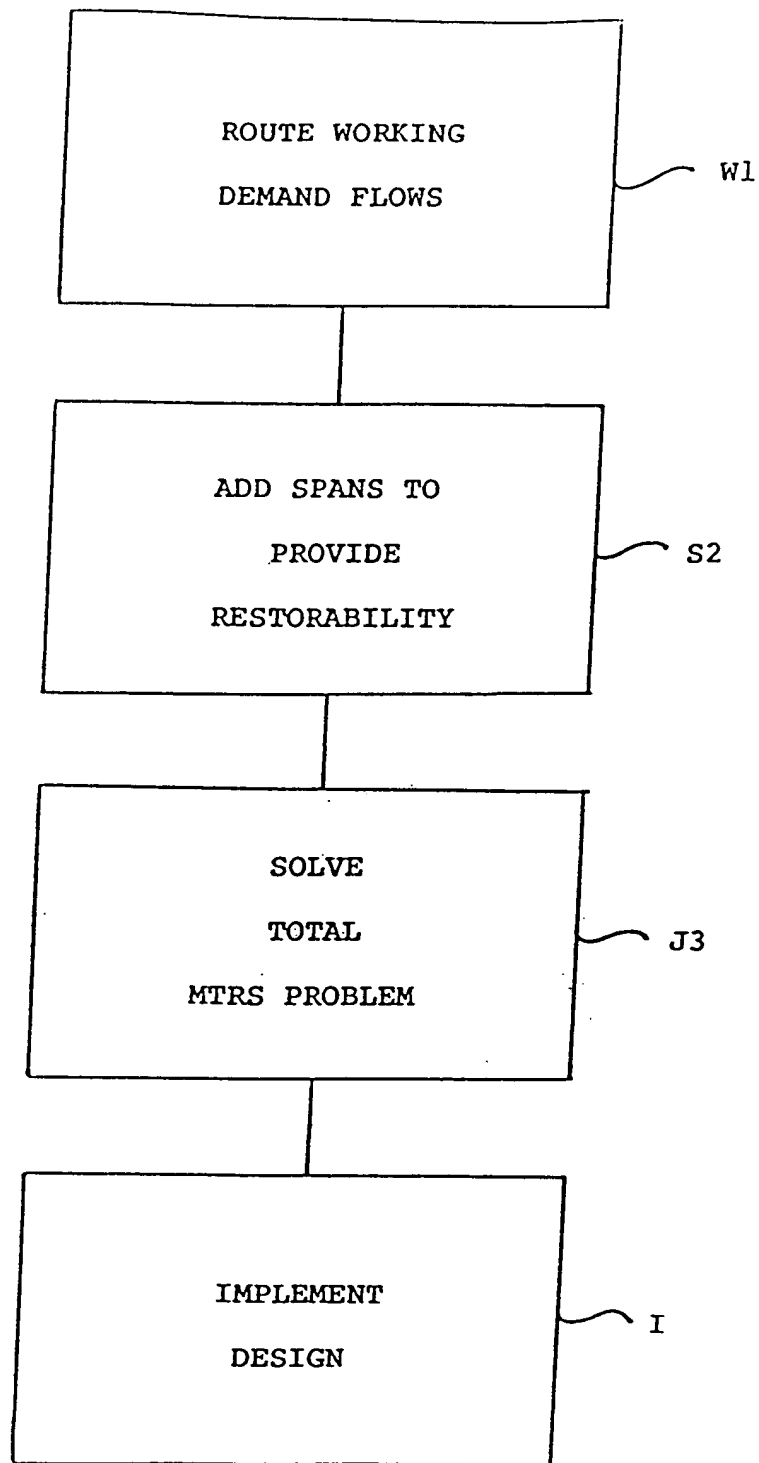 ROUTE WORKING
DEMAND FLOWS
W1
ADD SPANS TO
PROVIDE
RESTORABILITY
S2
SOLVE
TOTAL
MTRS PROBLEM
J3
IMPLEMENT
DESIGN
I